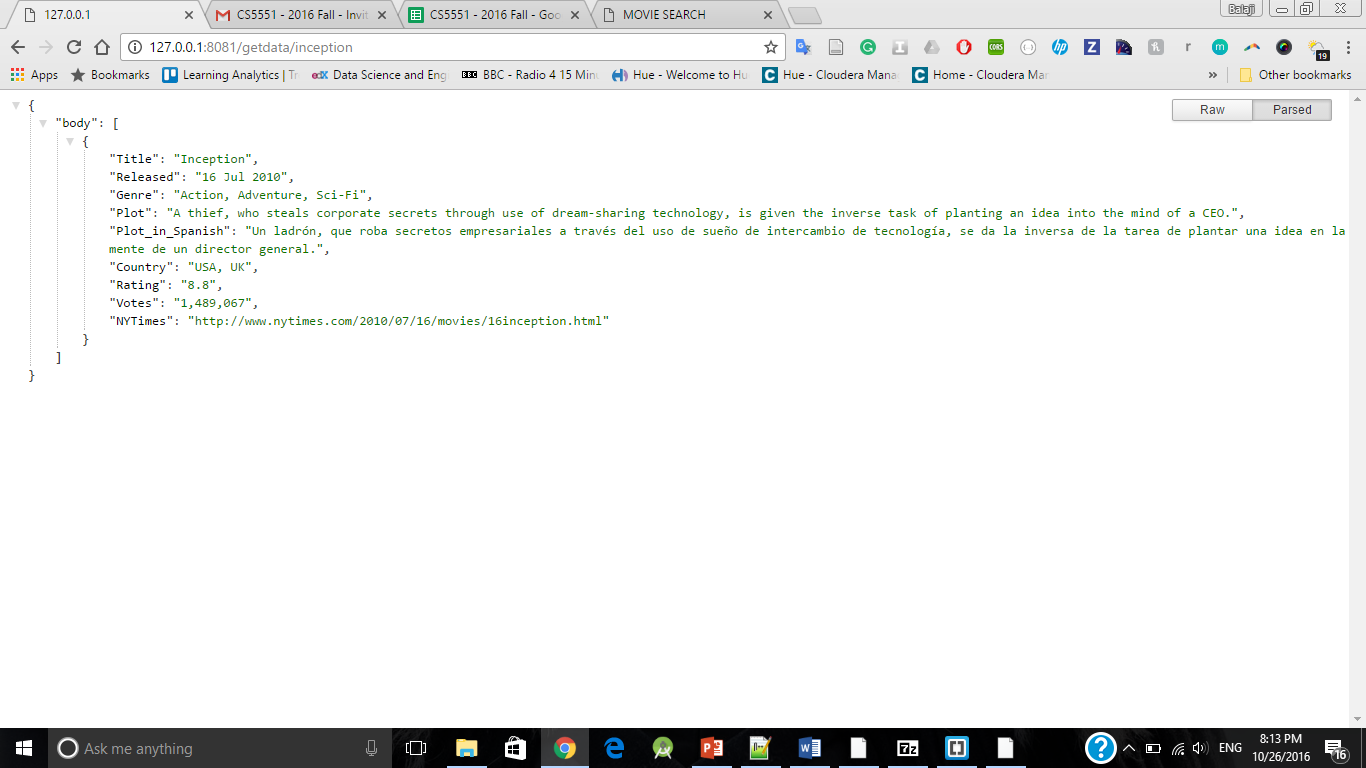 127.0.0.1
CS5551 - 2016 Fall - Invit
CS5551 - 2016 Fall - Goo
MOVIE SEARCH
Balaji
127.0.0.1:8081/getdata/inception
CORS
hp
Z
r
m
19
Apps
Bookmarks
Learning Analytics | Tr
edX
Data Science and Eng
BBC
BBC - Radio 4 15 Minu
Hue - Welcome to Hu
C
Hue - Cloudera Mana
C
Home - Cloudera Man
»
Other bookmarks
Raw
Parsed
{
"body": [
{
"Title": "Inception",
"Released": "16 Jul 2010",
"Genre": "Action, Adventure, Sci-Fi",
"Plot": "A thief, who steals corporate secrets through use of dream-sharing technology, is given the inverse task of planting an idea into the mind of a CEO.",
"Plot_in_Spanish": "Un ladrón, que roba secretos empresariales a través del uso de sueño de intercambio de tecnología, se da la inversa de la tarea de plantar una idea en la
mente de un director general.",
"Country": "USA, UK",
"Rating": "8.8",
"Votes": "1,489,067",
"NYTimes": "http://www.nytimes.com/2010/07/16/movies/16inception.html"
}
]
}
Ask me anything
7z
?
ENG
8:13 PM
10/26/2016
16